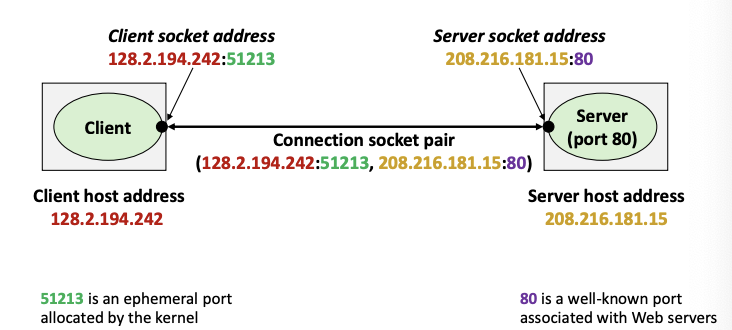 Client socket address
128.2.194.242:51213
Server socket address
208.216.181.15:80
Client
Server
(port 80)
Connection socket pair
(128.2.194.242:51213, 208.216.181.15:80)
Client host address
128.2.194.242
Server host address
208.216.181.15
51213 is an ephemeral port
allocated by the kernel
80 is a well-known port
associated with Web servers